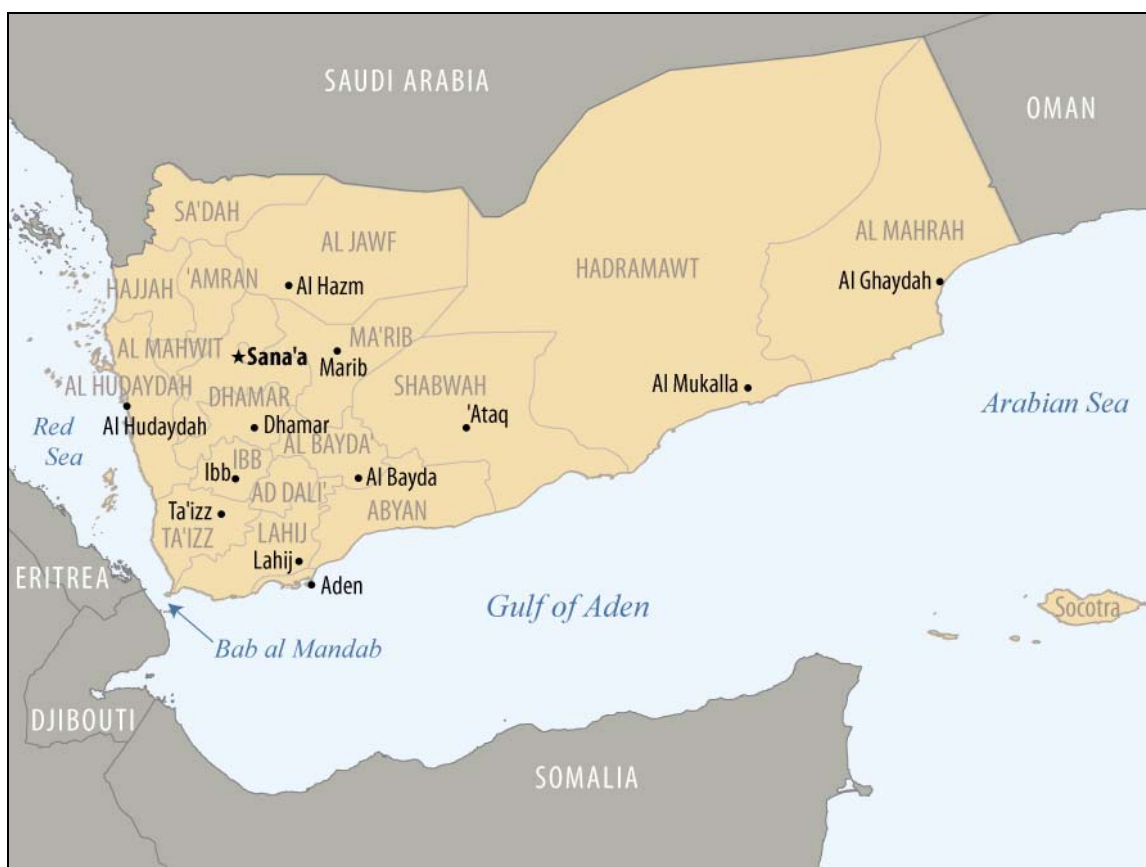 SAUDI ARABIA
OMAN
SA'DAH
AL JAWF
AL MAHRAH
HADRAMAWT
HAJJAH
'AMRAN
Al Hazm
Al Ghaydah
AL MAHWIT
Sana'a
MA'RIB
Marib
AL HUDAYDAH
DHAMAR
SHABWAH
Al Mukalla
Arabian Sea
Red
Sea
Al Hudaydah
Dhamar
'Ataq
AL BAYDA'
IBB
Ibb
Al Bayda
AD DALI'
Ta'izz
ABYAN
TA'IZZ
LAHIJ
Lahij
Aden
ERITREA
Gulf of Aden
Socotra
Bab al Mandab
DJIBOUTI
SOMALIA